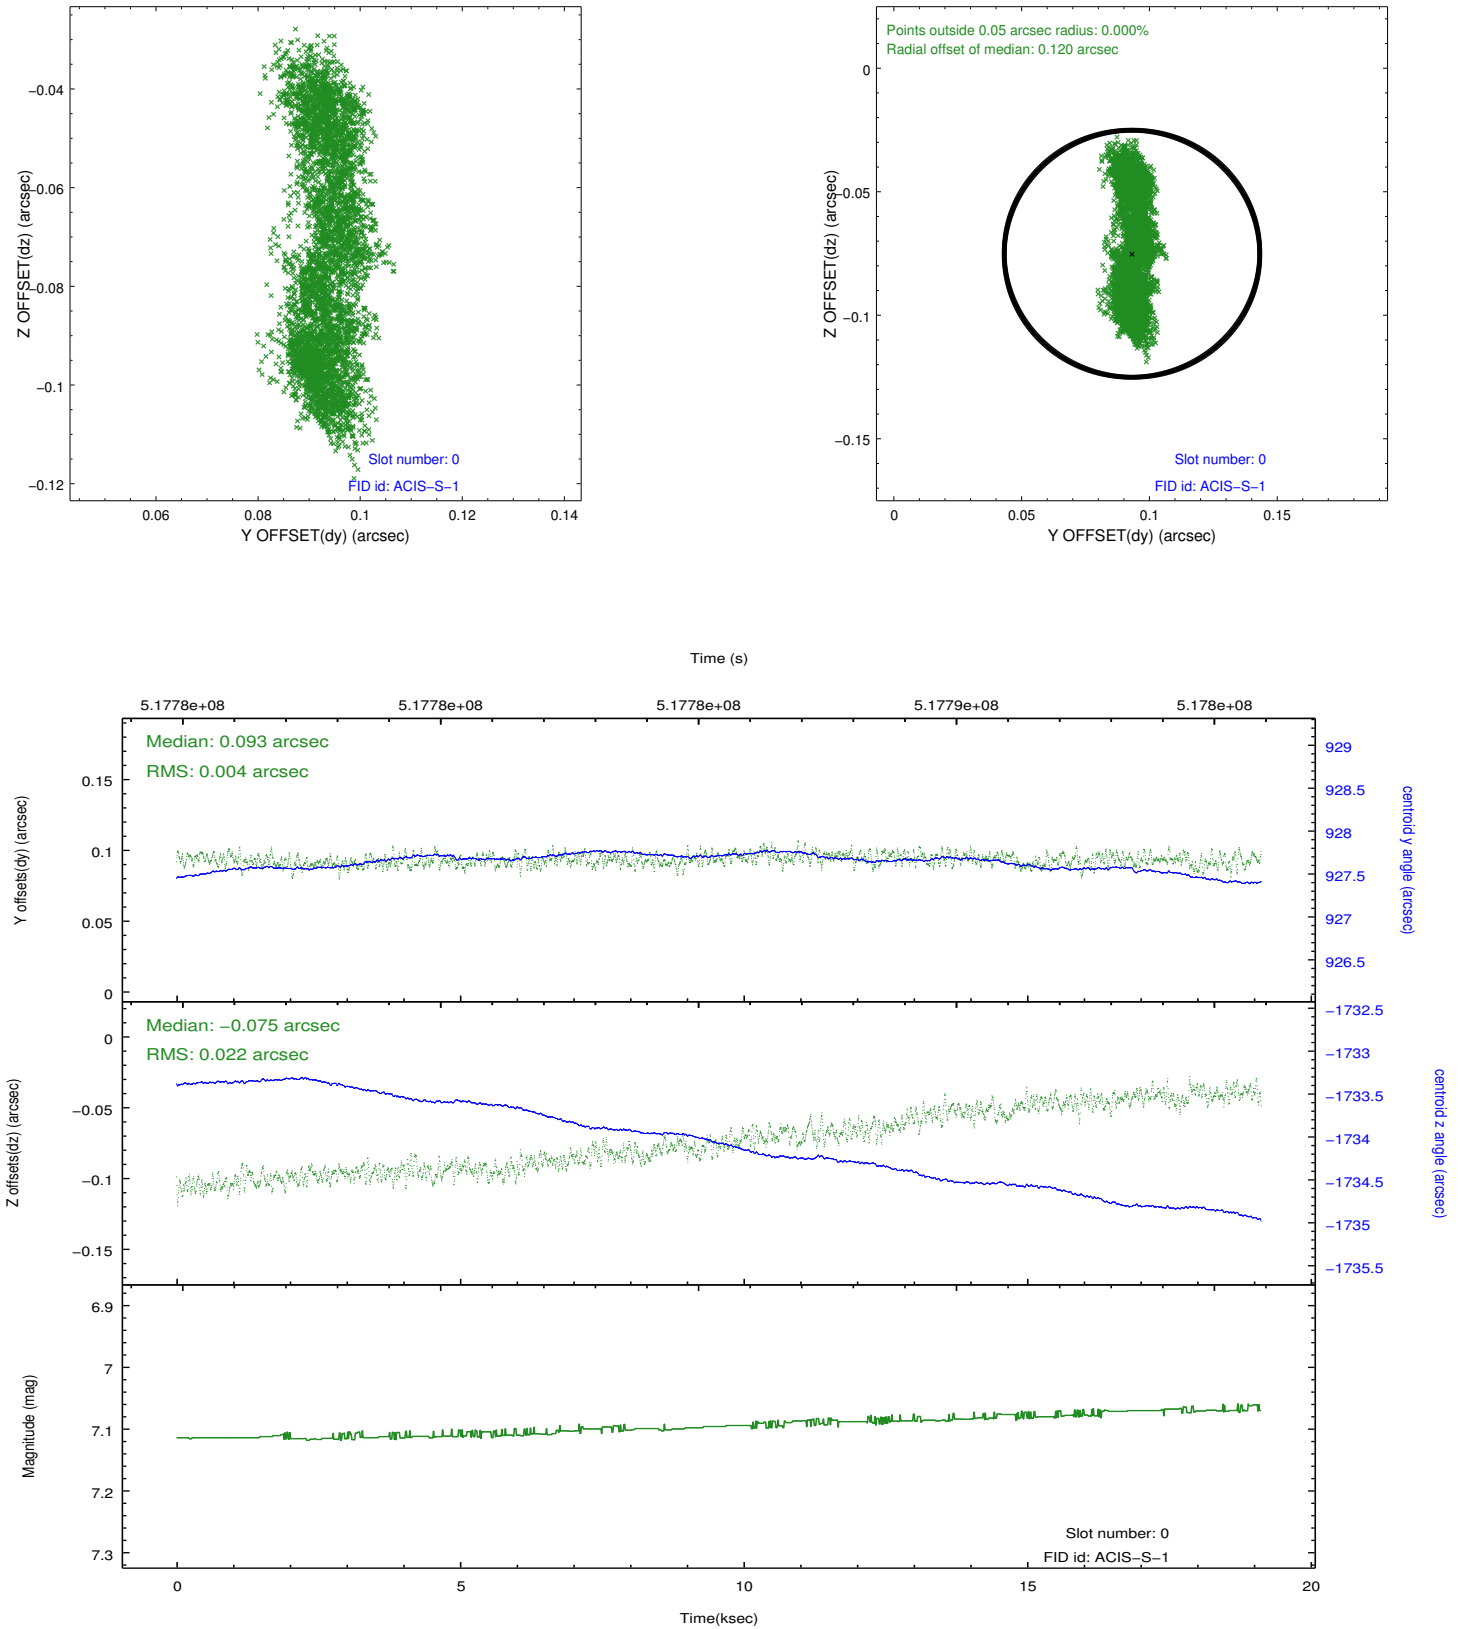 −0.04
−0.06
−0.08
−0.1
−0.12
Z OFFSET(dz) (arcsec)
Slot number: 0
FID id: ACIS−S−1
0.06
0.08
0.1
0.12
0.14
Y OFFSET(dy) (arcsec)
Points outside 0.05 arcsec radius: 0.000%
Radial offset of median: 0.120 arcsec
0
−0.05
−0.1
−0.15
Z OFFSET(dz) (arcsec)
Slot number: 0
FID id: ACIS−S−1
0
0.05
0.1
0.15
Y OFFSET(dy) (arcsec)
Time (s)
5.1778e+08
5.1778e+08
5.1778e+08
5.1779e+08
5.178e+08
Median: 0.093 arcsec
RMS: 0.004 arcsec
0.15
0.1
0.05
0
Y offsets(dy) (arcsec)
929
928.5
928
927.5
927
926.5
centroid y angle (arcsec)
Median: −0.075 arcsec
RMS: 0.022 arcsec
0
−0.05
−0.1
−0.15
Z offsets(dz) (arcsec)
−1732.5
−1733
−1733.5
−1734
−1734.5
−1735
−1735.5
centroid z angle (arcsec)
6.9
7
7.1
7.2
7.3
Magnitude (mag)
Slot number: 0
FID id: ACIS−S−1
0
5
10
15
20
Time(ksec)